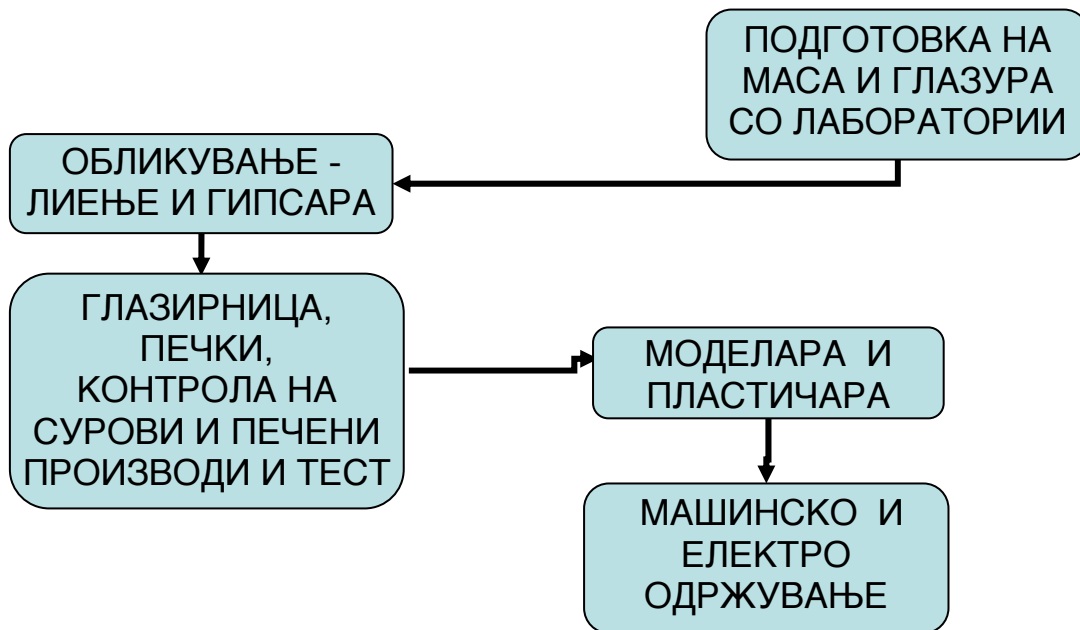 ПОДГОТОВКА НА
МАСА И ГЛАЗУРА
СО ЛАБОРАТОРИИ
ОБЛИКУВАЊЕ -
ЛИЕЊЕ И ГИПСАРА
ГЛАЗИРНИЦА,
ПЕЧКИ,
КОНТРОЛА НА
СУРОВИ И ПЕЧЕНИ
ПРОИЗВОДИ И ТЕСТ
МОДЕЛАРА И
ПЛАСТИЧАРА
МАШИНСКО И
ЕЛЕКТРО
ОДРЖУВАЊЕ